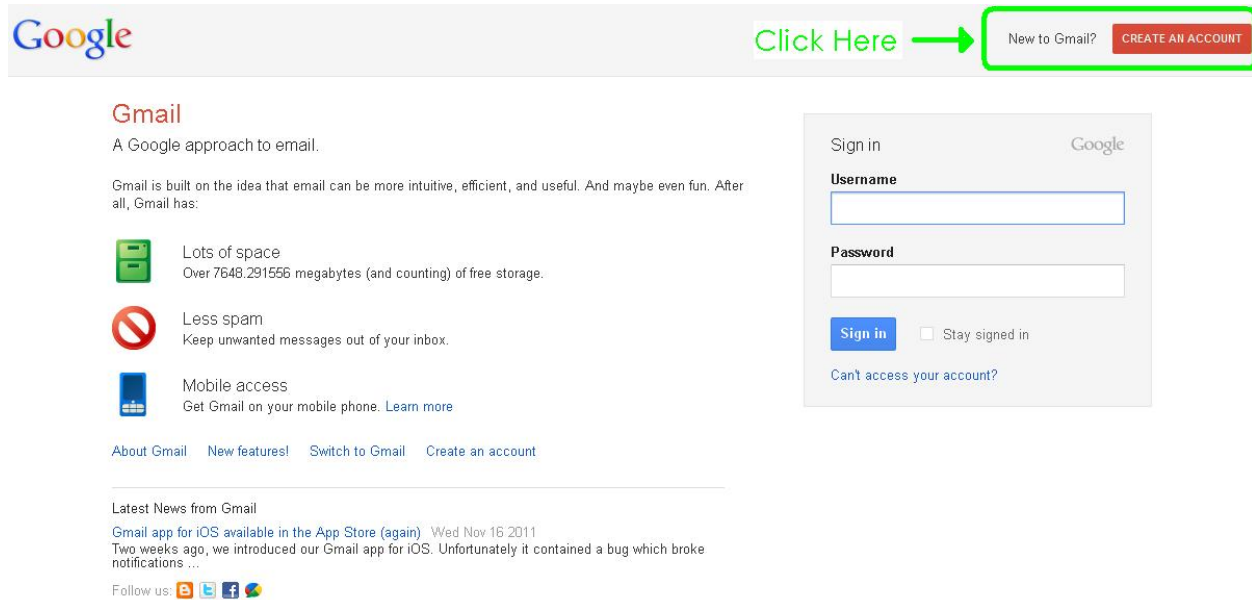 Google
Click Here
New to Gmail?
CREATE AN ACCOUNT
Gmail
A Google approach to email.
Gmail is built on the idea that email can be more intuitive, efficient, and useful. And maybe even fun. After
all, Gmail has:
Lots of space
Over 7648.291556 megabytes (and counting) of free storage.
Less spam
Keep unwanted messages out of your inbox.
Mobile access
Get Gmail on your mobile phone. Learn more
About Gmail New features! Switch to Gmail Create an account
Latest News from Gmail
Gmail app for iOS available in the App Store (again) Wed Nov 16 2011
Two weeks ago, we introduced our Gmail app for iOS. Unfortunately it contained a bug which broke
notifications ...
Follow us:
Sign in Google
Username
Password
Sign in Stay signed in
Can't access your account?